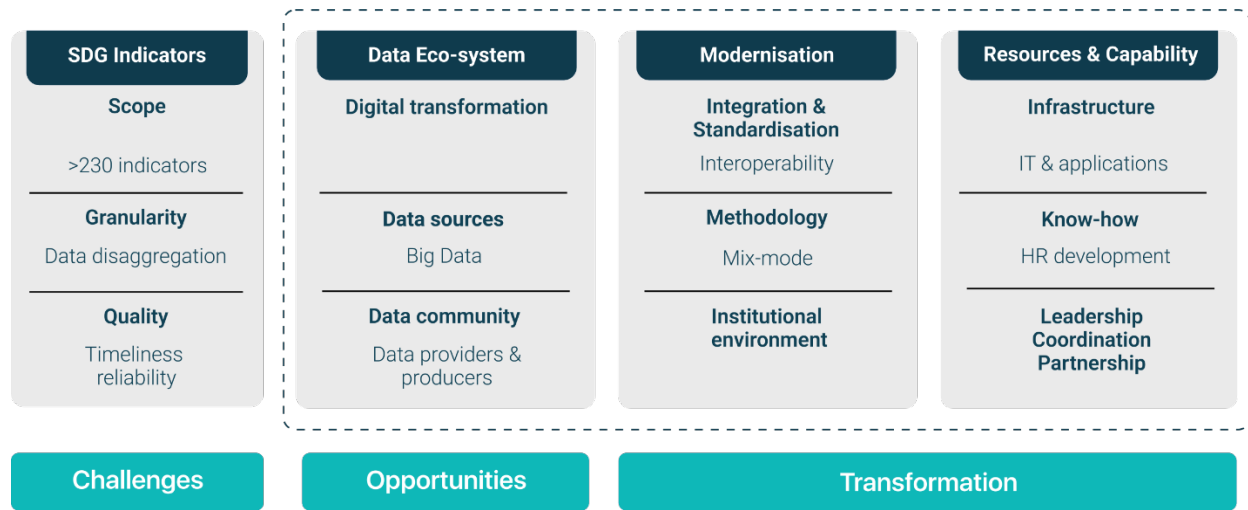 SDG Indicators
Scope
>230 indicators
Granularity
Data disaggregation
Quality
Timeliness
reliability
Challenges
Data Eco-system
Digital transformation
Data sources
Big Data
Data community
Data providers &
producers
Opportunities
Modernisation
Integration &
Standardisation
Interoperability
Methodology
Mix-mode
Institutional
environment
Resources & Capability
Infrastructure
IT & applications
Know-how
HR development
Leadership
Coordination
Partnership
Transformation